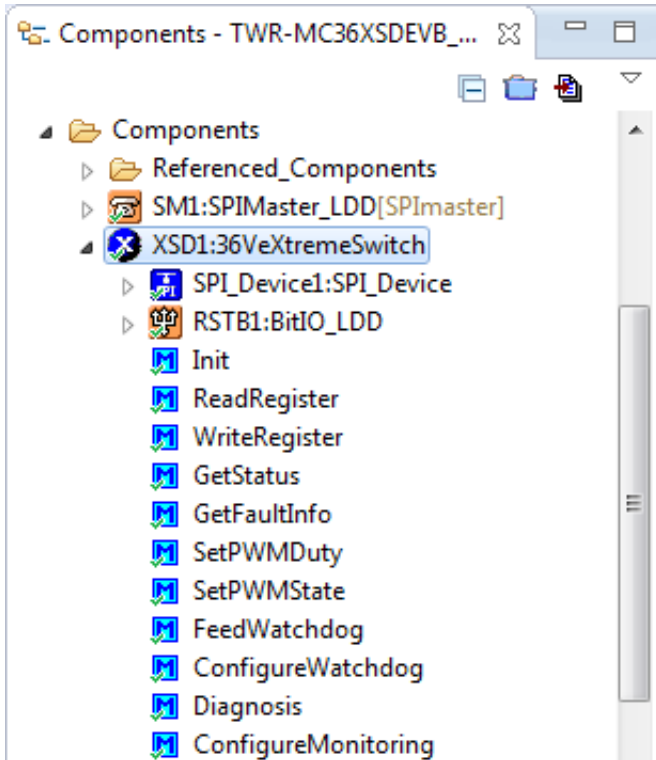 Components - TWR-MC36XSDEVB_...
Components
Referenced_Components
SM1:SPIMaster_LDD[SPImaster]
XSD1:36VeXtremeSwitch
SPI_Device1:SPI_Device
RSTB1:BitIO_LDD
Init
ReadRegister
WriteRegister
GetStatus
GetFaultInfo
SetPWMDuty
SetPWMState
FeedWatchdog
ConfigureWatchdog
Diagnosis
ConfigureMonitoring